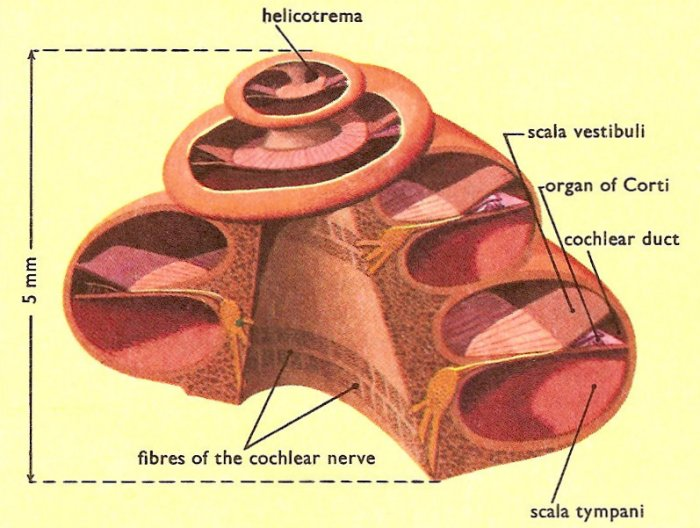 helicotrema
scala vestibuli
organ of Corti
cochlear duct
5 mm
fibres of the cochlear nerve
scala tympani